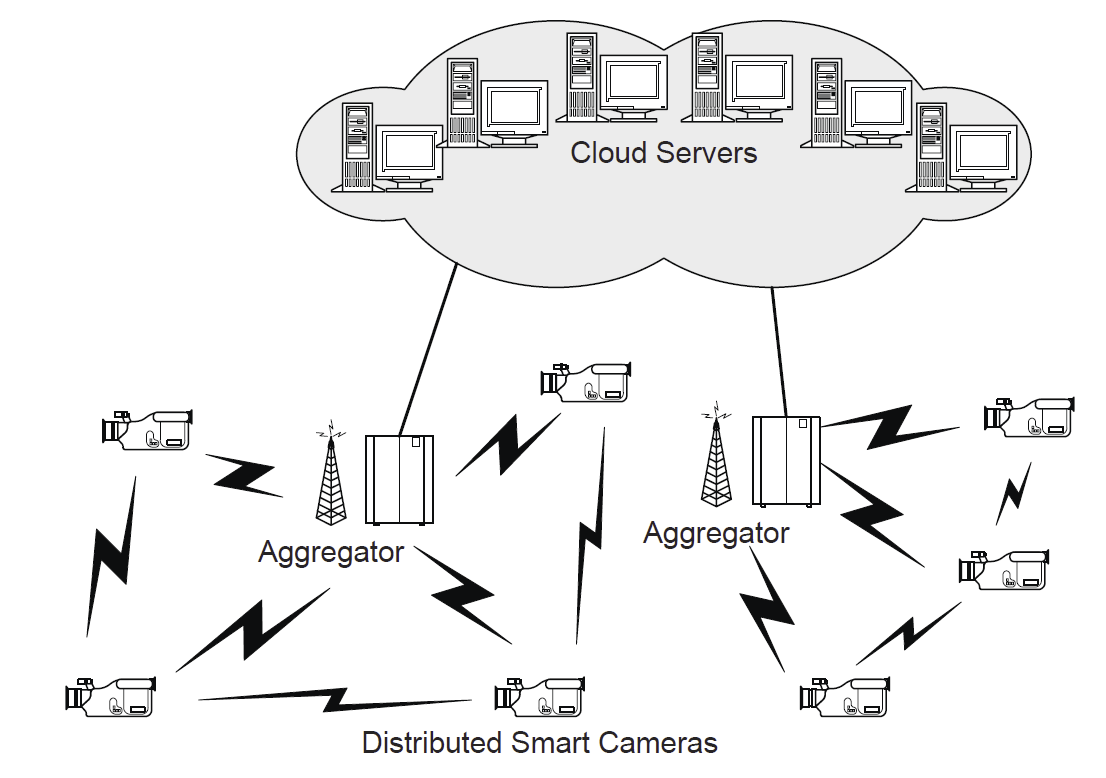 Cloud Servers
Aggregator
Aggregator
Distributed Smart Cameras